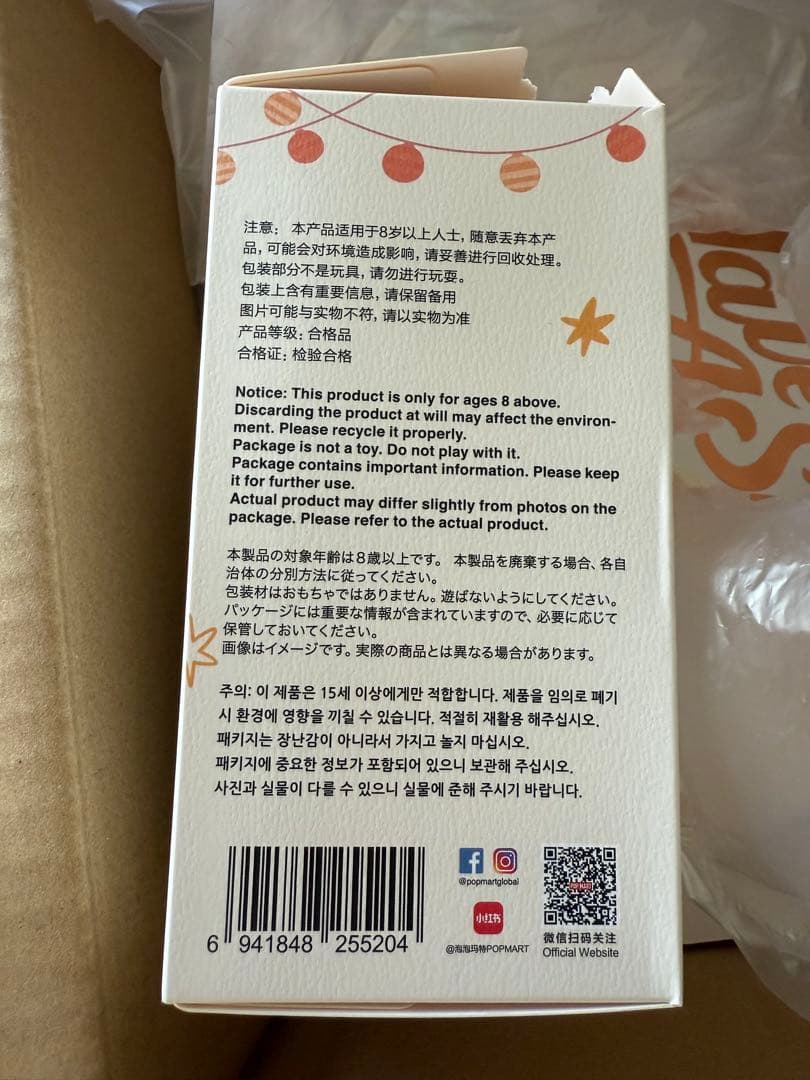 注意： 本产品适用于8岁以上人士，随意丢弃本产
品，可能会对环境造成影响，请妥善进行回收处理。
包装部分不是玩具，请勿进行玩耍。
包装上含有重要信息，请保留备用
图片可能与实物不符，请以实物为准
产品等级：合格品
合格证：检验合格
Notice: This product is only for ages 8 above.
Discarding the product at will may affect the environ-
ment. Please recycle it properly.
Package is not a toy. Do not play with it.
Package contains important information. Please keep
it for further use.
Actual product may differ slightly from photos on the
package. Please refer to the actual product.
本製品の対象年齢は8歳以上です。 本製品を廃棄する場合、各自
治体の分別方法に従ってください。
包装材はおもちゃではありません。遊ばないようにしてください。
パッケージには重要な情報が含まれていますので、必要に応じて
保管しておいてください。
画像はイメージです。実際の商品とは異なる場合があります。
주의: 이 제품은 15세 이상에게만 적합합니다. 제품을 임의로 폐기
시 환경에 영향을 끼칠 수 있습니다. 적절히 재활용 해주십시오.
패키지는 장난감이 아니라서 가지고 놀지 마십시오.
패키지에 중요한 정보가 포함되어 있으니 보관해 주십시오.
사진과 실물이 다를 수 있으니 실물에 준해 주시기 바랍니다.
@popmartglobal
小红书
@泡泡玛特POPMART
POP MART
微信扫码关注
Official Website
6 941848 255204